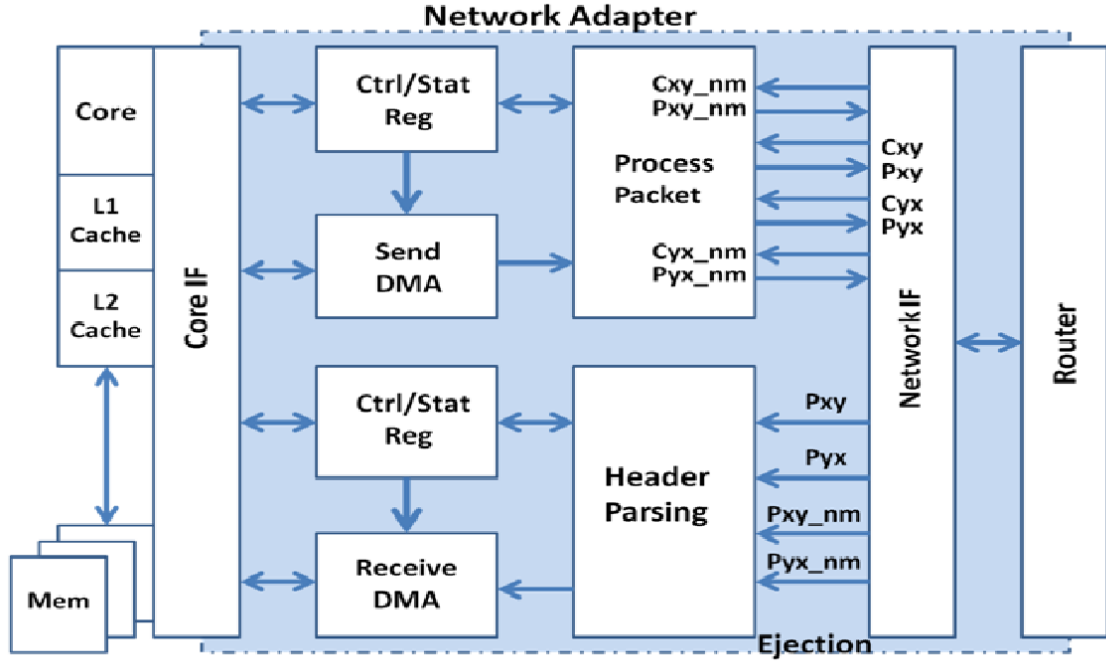 Network Adapter
Core
L1
Cache
L2
Cache
Mem
Core IF
Ctrl/Stat
Reg
Send
DMA
Process
Packet
Cxy_nm
Pxy_nm
Cxy
Pxy
Cyx
Pyx
Cyx_nm
Pyx_nm
Ctrl/Stat
Reg
Receive
DMA
Header
Parsing
Pxy
Pyx
Pxy_nm
Pyx_nm
NetworkIF
Router
Ejection